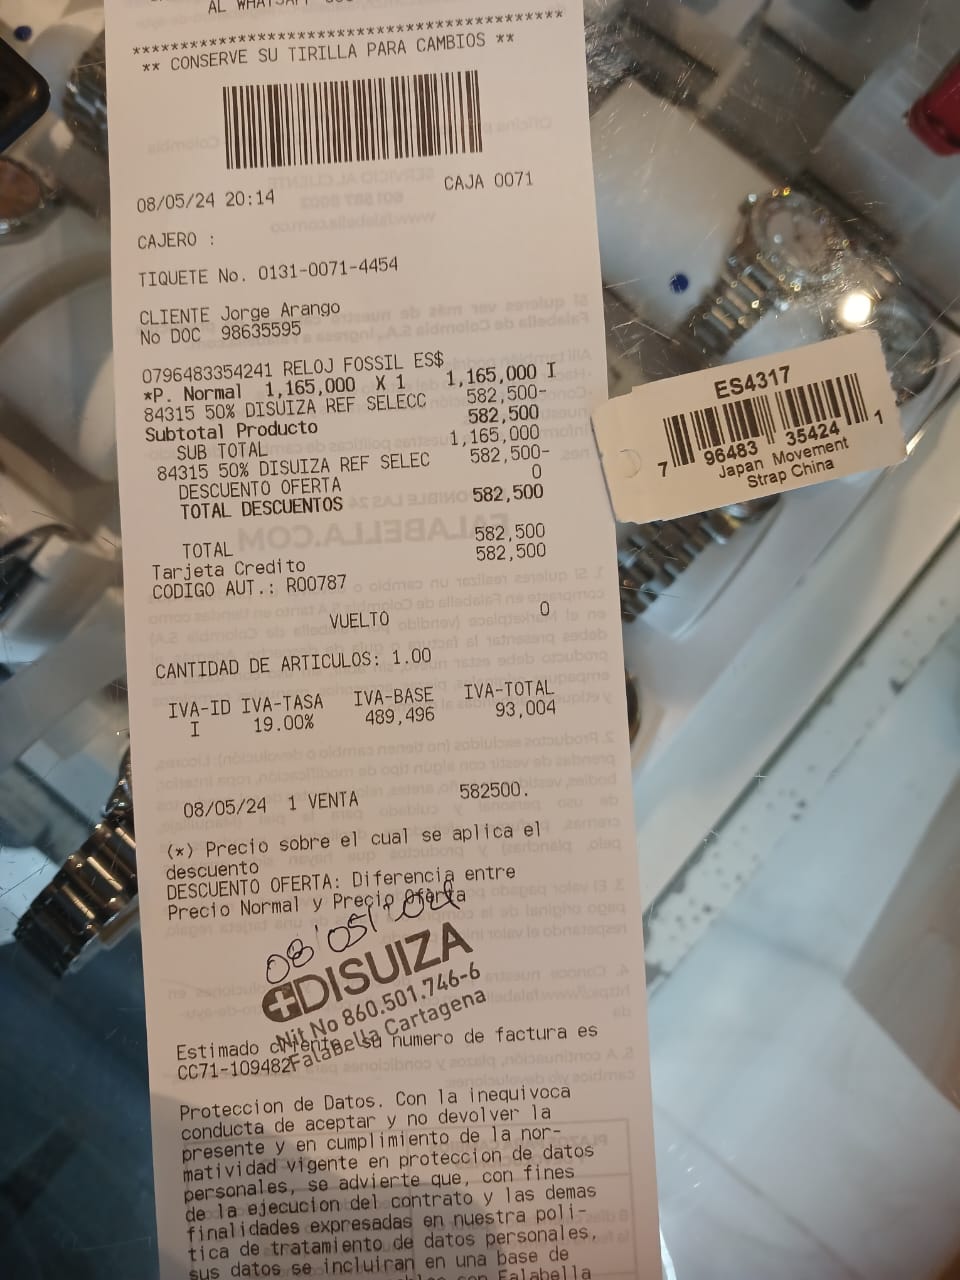 AL WHATSAPP
*******************************************
** CONSERVE SU TIRILLA PARA CAMBIOS **
08/05/24 20:14 CAJA 0071
CAJERO :
TIQUETE No. 0131-0071-4454
CLIENTE Jorge Arango
No DOC 98635595
0796483354241 RELOJ FOSSIL ES$
*P. Normal 1,165,000 X 1 1,165,000 I
84315 50% DISUIZA REF SELECC 582,500-
Subtotal Producto 582,500
SUB TOTAL 1,165,000
84315 50% DISUIZA REF SELEC 582,500-
DESCUENTO OFERTA 0
TOTAL DESCUENTOS 582,500
TOTAL 582,500
Tarjeta Credito 582,500
CODIGO AUT.: R00787
VUELTO 0
CANTIDAD DE ARTICULOS: 1.00
IVA-ID IVA-TASA IVA-BASE IVA-TOTAL
I 19.00% 489,496 93,004
08/05/24 1 VENTA 582500.
(*) Precio sobre el cual se aplica el
descuento
DESCUENTO OFERTA: Diferencia entre
Precio Normal y Precio Oferta
08/05/
DISUIZA
Nit No 860.501.746-6
Falabella Cartagena
Estimado cliente su numero de factura es
CC71-109482
Proteccion de Datos. Con la inequivoca
conducta de aceptar y no devolver la
presente y en cumplimiento de la nor-
matividad vigente en proteccion de datos
personales, se advierte que, con fines
de la ejecucion del contrato y las demas
finalidades expresadas en nuestra poli-
tica de tratamiento de datos personales,
sus datos se incluiran en una base de
con Falabella
ES4317
7 96483 35424 1
Japan Movement
Strap China